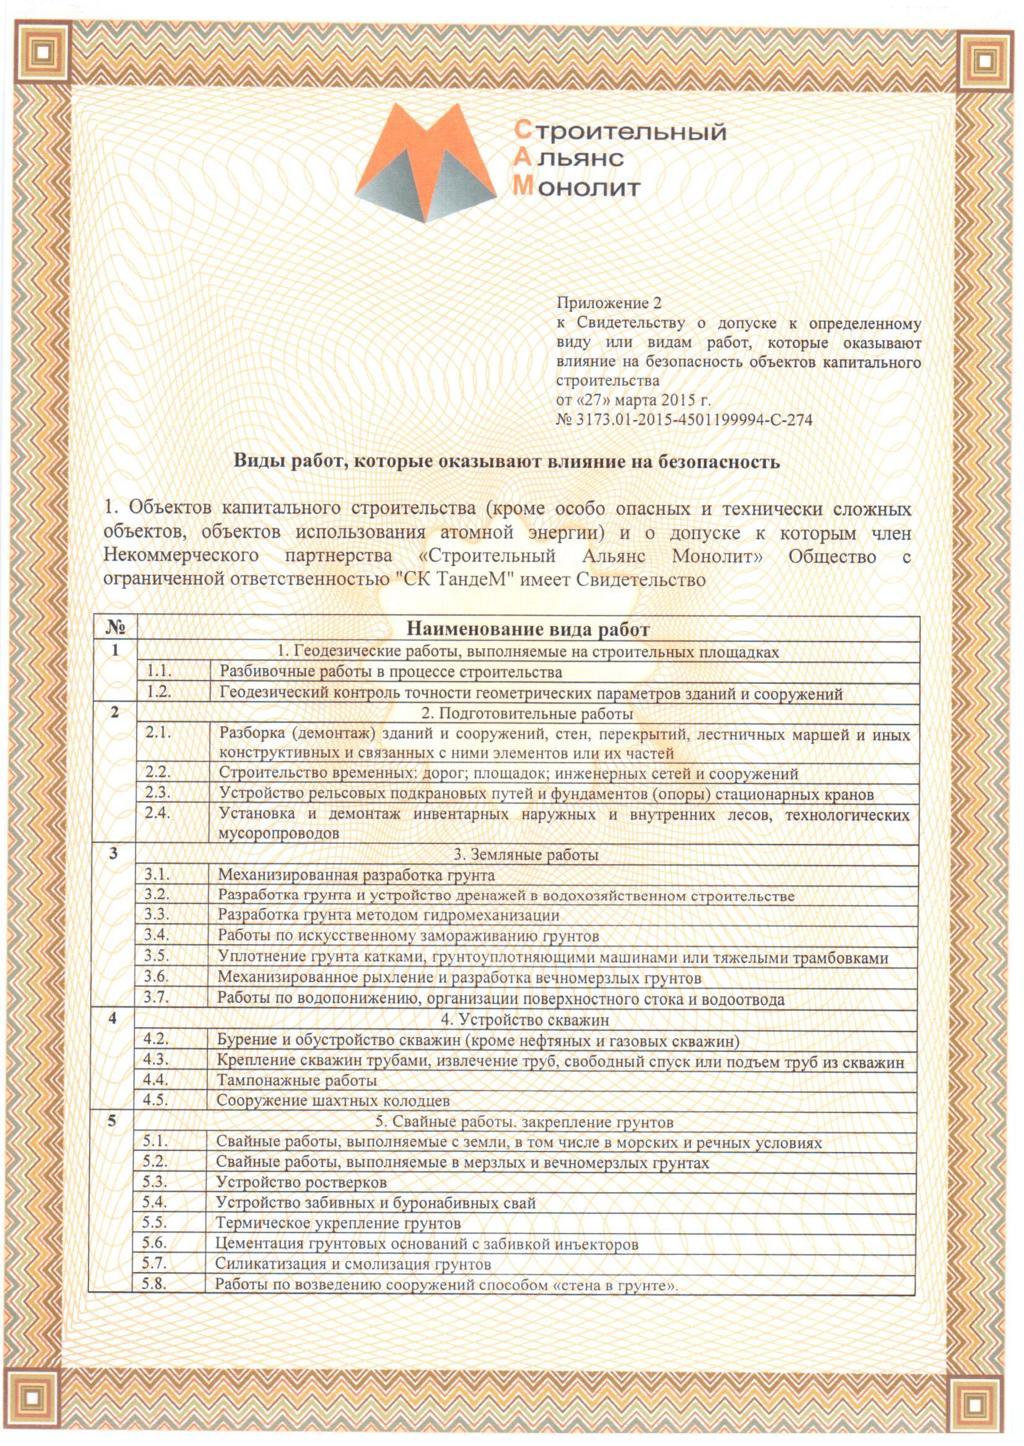 Строительный
Альянс
Монолит
Приложение 2
к Свидетельству о допуске к определенному
виду или видам работ, которые оказывают
влияние на безопасность объектов капитального
строительства
от «27» марта 2015 г.
№ 3173.01-2015-4501199994-С-274
Виды работ, которые оказывают влияние на безопасность
1. Объектов капитального строительства (кроме особо опасных и технически сложных
объектов, объектов использования атомной энергии) и о допуске к которым член
Некоммерческого партнерства «Строительный Альянс Монолит» Общество с
ограниченной ответственностью "СК ТандеМ" имеет Свидетельство
№ Наименование вида работ
1 1. Геодезические работы, выполняемые на строительных площадках
1.1. Разбивочные работы в процессе строительства
1.2. Геодезический контроль точности геометрических параметров зданий и сооружений
2 2. Подготовительные работы
2.1. Разборка (демонтаж) зданий и сооружений, стен, перекрытий, лестничных маршей и иных
конструктивных и связанных с ними элементов или их частей
2.2. Строительство временных: дорог; площадок; инженерных сетей и сооружений
2.3. Устройство рельсовых подкрановых путей и фундаментов (опоры) стационарных кранов
2.4. Установка и демонтаж инвентарных наружных и внутренних лесов, технологических
мусоропроводов
3 3. Земляные работы
3.1. Механизированная разработка грунта
3.2. Разработка грунта и устройство дренажей в водохозяйственном строительстве
3.3. Разработка грунта методом гидромеханизации
3.4. Работы по искусственному замораживанию грунтов
3.5. Уплотнение грунта катками, грунтоуплотняющими машинами или тяжелыми трамбовками
3.6. Механизированное рыхление и разработка вечномерзлых грунтов
3.7. Работы по водопонижению, организации поверхностного стока и водоотвода
4 4. Устройство скважин
4.2. Бурение и обустройство скважин (кроме нефтяных и газовых скважин)
4.3. Крепление скважин трубами, извлечение труб, свободный спуск или подъем труб из скважин
4.4. Тампонажные работы
4.5. Сооружение шахтных колодцев
5 5. Свайные работы. закрепление грунтов
5.1. Свайные работы, выполняемые с земли, в том числе в морских и речных условиях
5.2. Свайные работы, выполняемые в мерзлых и вечномерзлых грунтах
5.3. Устройство ростверков
5.4. Устройство забивных и буронабивных свай
5.5. Термическое укрепление грунтов
5.6. Цементация грунтовых оснований с забивкой инъекторов
5.7. Силикатизация и смолизация грунтов
5.8. Работы по возведению сооружений способом «стена в грунте».